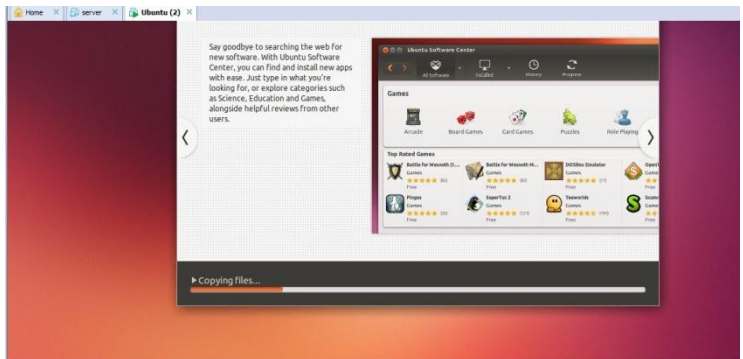 Home
server
Ubuntu (2)
Say goodbye to searching the web for
new software. With Ubuntu Software
Center, you can find and install new apps
with ease. Just type in what you're
looking for, or explore categories such
as Science, Education and Games,
alongside helpful reviews from other
users.
Ubuntu Software Center
All Software
Installed
History
Progress
Games
Arcade
Board Games
Card Games
Puzzles
Role Playing
Top Rated Games
Battle for Wesnoth (1...
Games
Free
Battle for Wesnoth M...
Games
Free
DOSBox Emulator
Games
Free
Pingus
Games
Free
SuperTux 2
Games
Free
Teeworlds
Games
Free
Copying files...